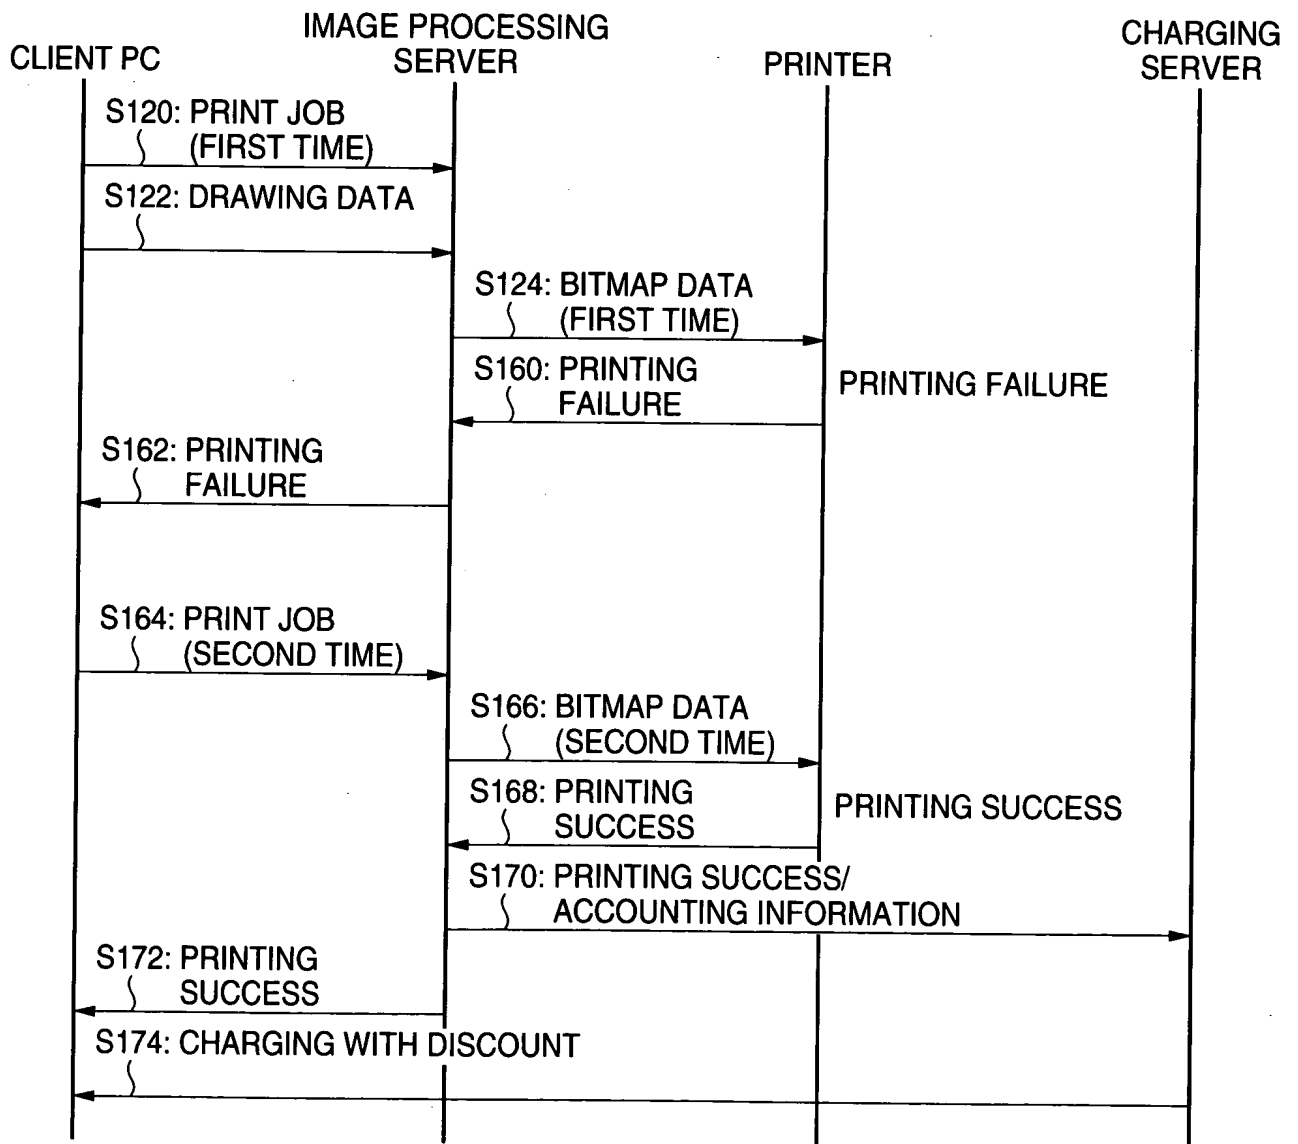 CLIENT PC
IMAGE PROCESSING
SERVER
PRINTER
CHARGING
SERVER
S120: PRINT JOB
(FIRST TIME)
S122: DRAWING DATA
S124: BITMAP DATA
(FIRST TIME)
S160: PRINTING
FAILURE
PRINTING FAILURE
S162: PRINTING
FAILURE
S164: PRINT JOB
(SECOND TIME)
S166: BITMAP DATA
(SECOND TIME)
S168: PRINTING
SUCCESS
PRINTING SUCCESS
S170: PRINTING SUCCESS/
ACCOUNTING INFORMATION
S172: PRINTING
SUCCESS
S174: CHARGING WITH DISCOUNT